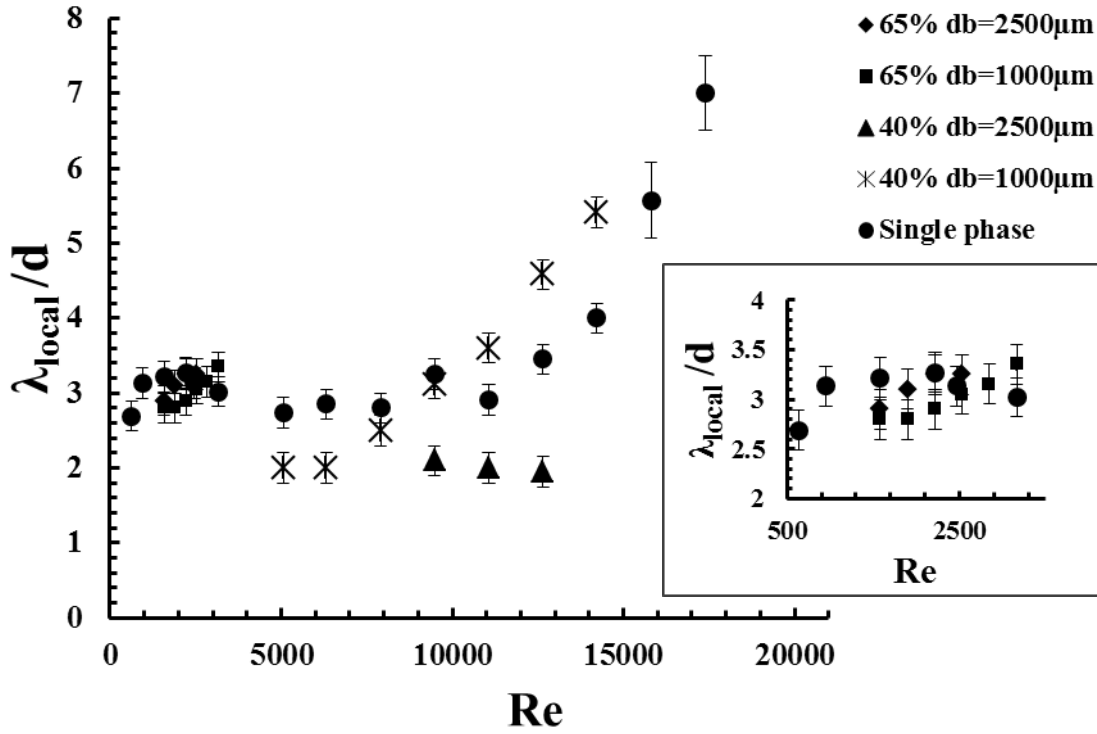 8
7
6
5
4
3
2
1
0
λlocal/d
0 5000 10000 15000 20000
Re
65% db=2500μm
65% db=1000μm
40% db=2500μm
40% db=1000μm
Single phase
4
3.5
3
2.5
2
λlocal/d
500 2500
Re